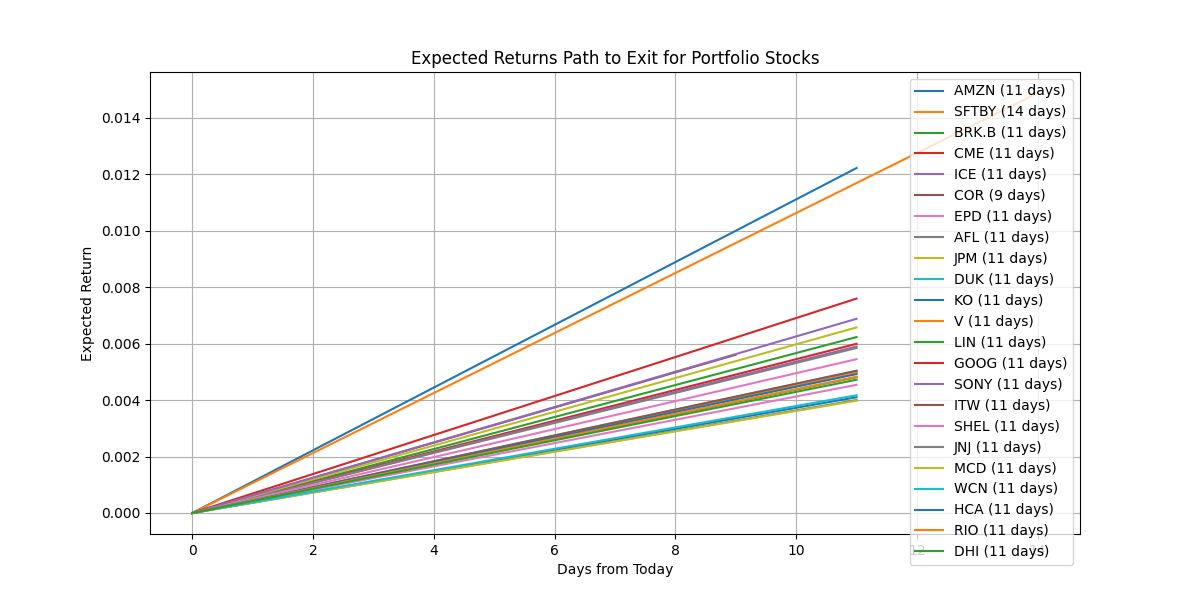 Expected Returns Path to Exit for Portfolio Stocks
Expected Return
0.014
0.012
0.010
0.008
0.006
0.004
0.002
0.000
AMZN (11 days)
SFTBY (14 days)
BRK.B (11 days)
CME (11 days)
ICE (11 days)
COR (9 days)
EPD (11 days)
AFL (11 days)
JPM (11 days)
DUK (11 days)
KO (11 days)
V (11 days)
LIN (11 days)
GOOG (11 days)
SONY (11 days)
ITW (11 days)
SHEL (11 days)
JNJ (11 days)
MCD (11 days)
WCN (11 days)
HCA (11 days)
RIO (11 days)
DHI (11 days)
0 2 4 6 8 10 12
Days from Today